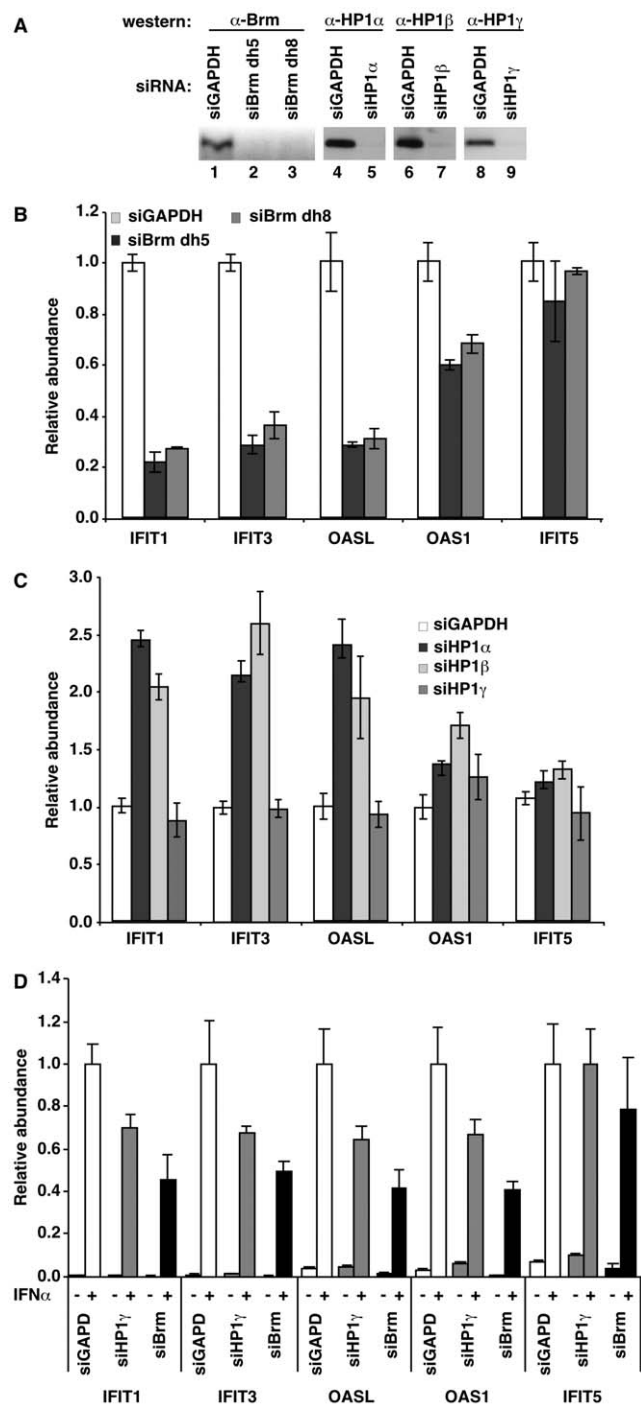 A
western: α-Brm α-HP1α α-HP1β α-HP1γ
siRNA: siGAPDH siBrm dh5 siBrm dh8 siGAPDH siHP1α siGAPDH siHP1β siGAPDH siHP1γ
1 2 3 4 5 6 7 8 9
B
siGAPDH siBrm dh8
siBrm dh5
Relative abundance
1.2
1.0
0.8
0.6
0.4
0.2
0.0
IFIT1 IFIT3 OASL OAS1 IFIT5
C
siGAPDH
siHP1α
siHP1β
siHP1γ
Relative abundance
3.0
2.5
2.0
1.5
1.0
0.5
0.0
IFIT1 IFIT3 OASL OAS1 IFIT5
D
Relative abundance
1.4
1.2
1.0
0.8
0.6
0.4
0.2
0.0
IFNα - + - + - + - + - + - + - + - + - + - + - + - + - + - + - +
siGAPD siHP1γ siBrm siGAPD siHP1γ siBrm siGAPD siHP1γ siBrm siGAPD siHP1γ siBrm siGAPD siHP1γ siBrm
IFIT1 IFIT3 OASL OAS1 IFIT5